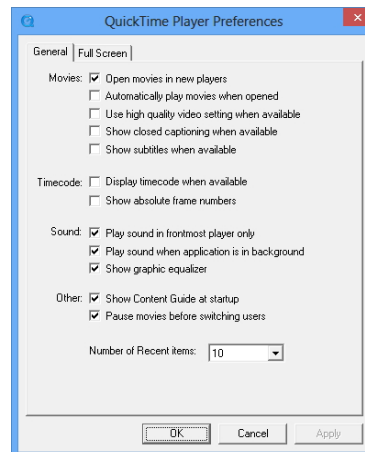 QuickTime Player Preferences
General
Full Screen
Movies: Open movies in new players
Automatically play movies when opened
Use high quality video setting when available
Show closed captioning when available
Show subtitles when available
Timecode: Display timecode when available
Show absolute frame numbers
Sound: Play sound in frontmost player only
Play sound when application is in background
Show graphic equalizer
Other: Show Content Guide at startup
Pause movies before switching users
Number of Recent items: 10
OK Cancel Apply